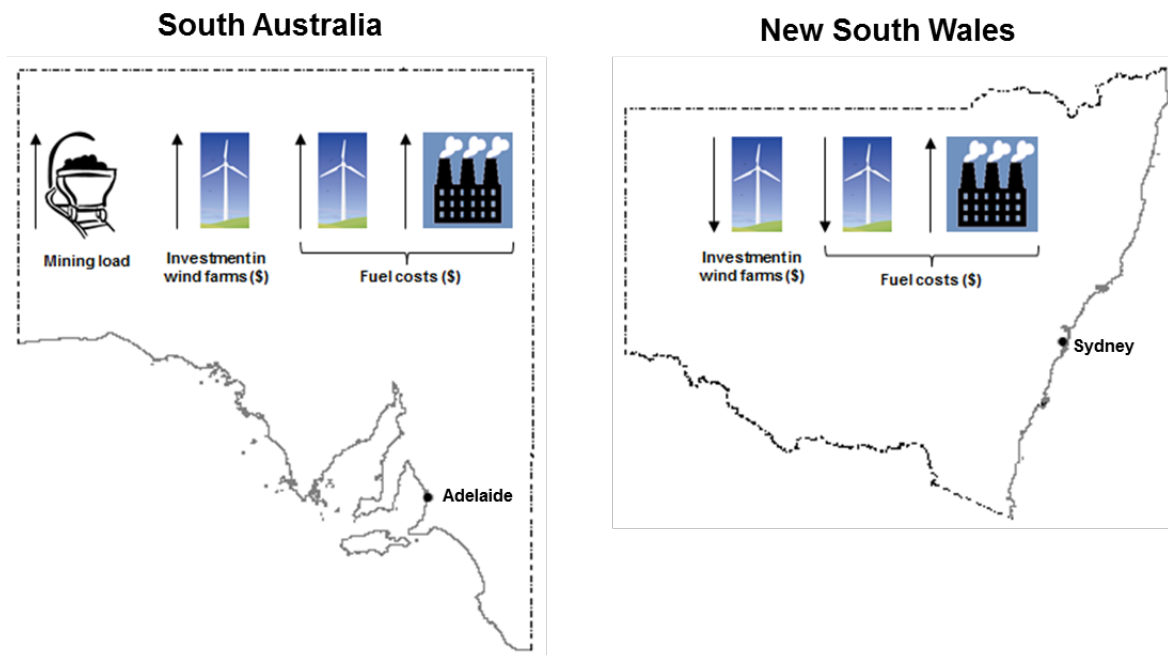 South Australia
Mining load
Investment in
wind farms ($)
Fuel costs ($)
Adelaide
New South Wales
Investment in
wind farms ($)
Fuel costs ($)
Sydney